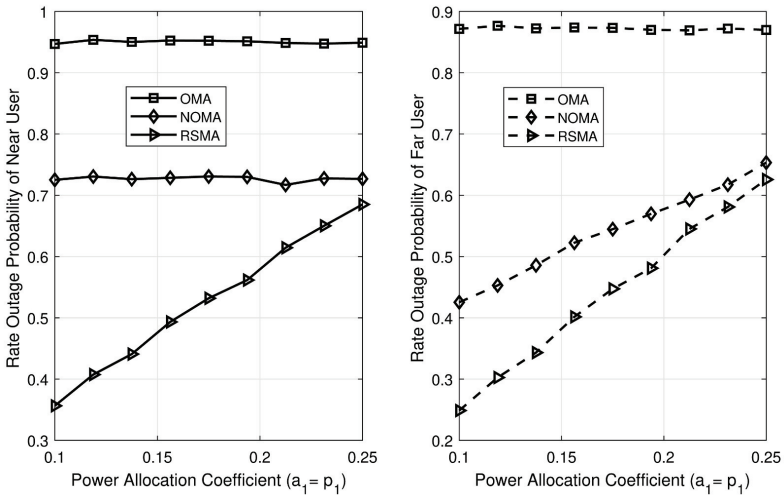 Rate Outage Probability of Near User
1
0.9
0.8
0.7
0.6
0.5
0.4
0.3
OMA
NOMA
RSMA
0.1
0.15
0.2
0.25
Power Allocation Coefficient (a1= p1)
Rate Outage Probability of Far User
0.9
0.8
0.7
0.6
0.5
0.4
0.3
0.2
OMA
NOMA
RSMA
0.1
0.15
0.2
0.25
Power Allocation Coefficient (a1= p1)